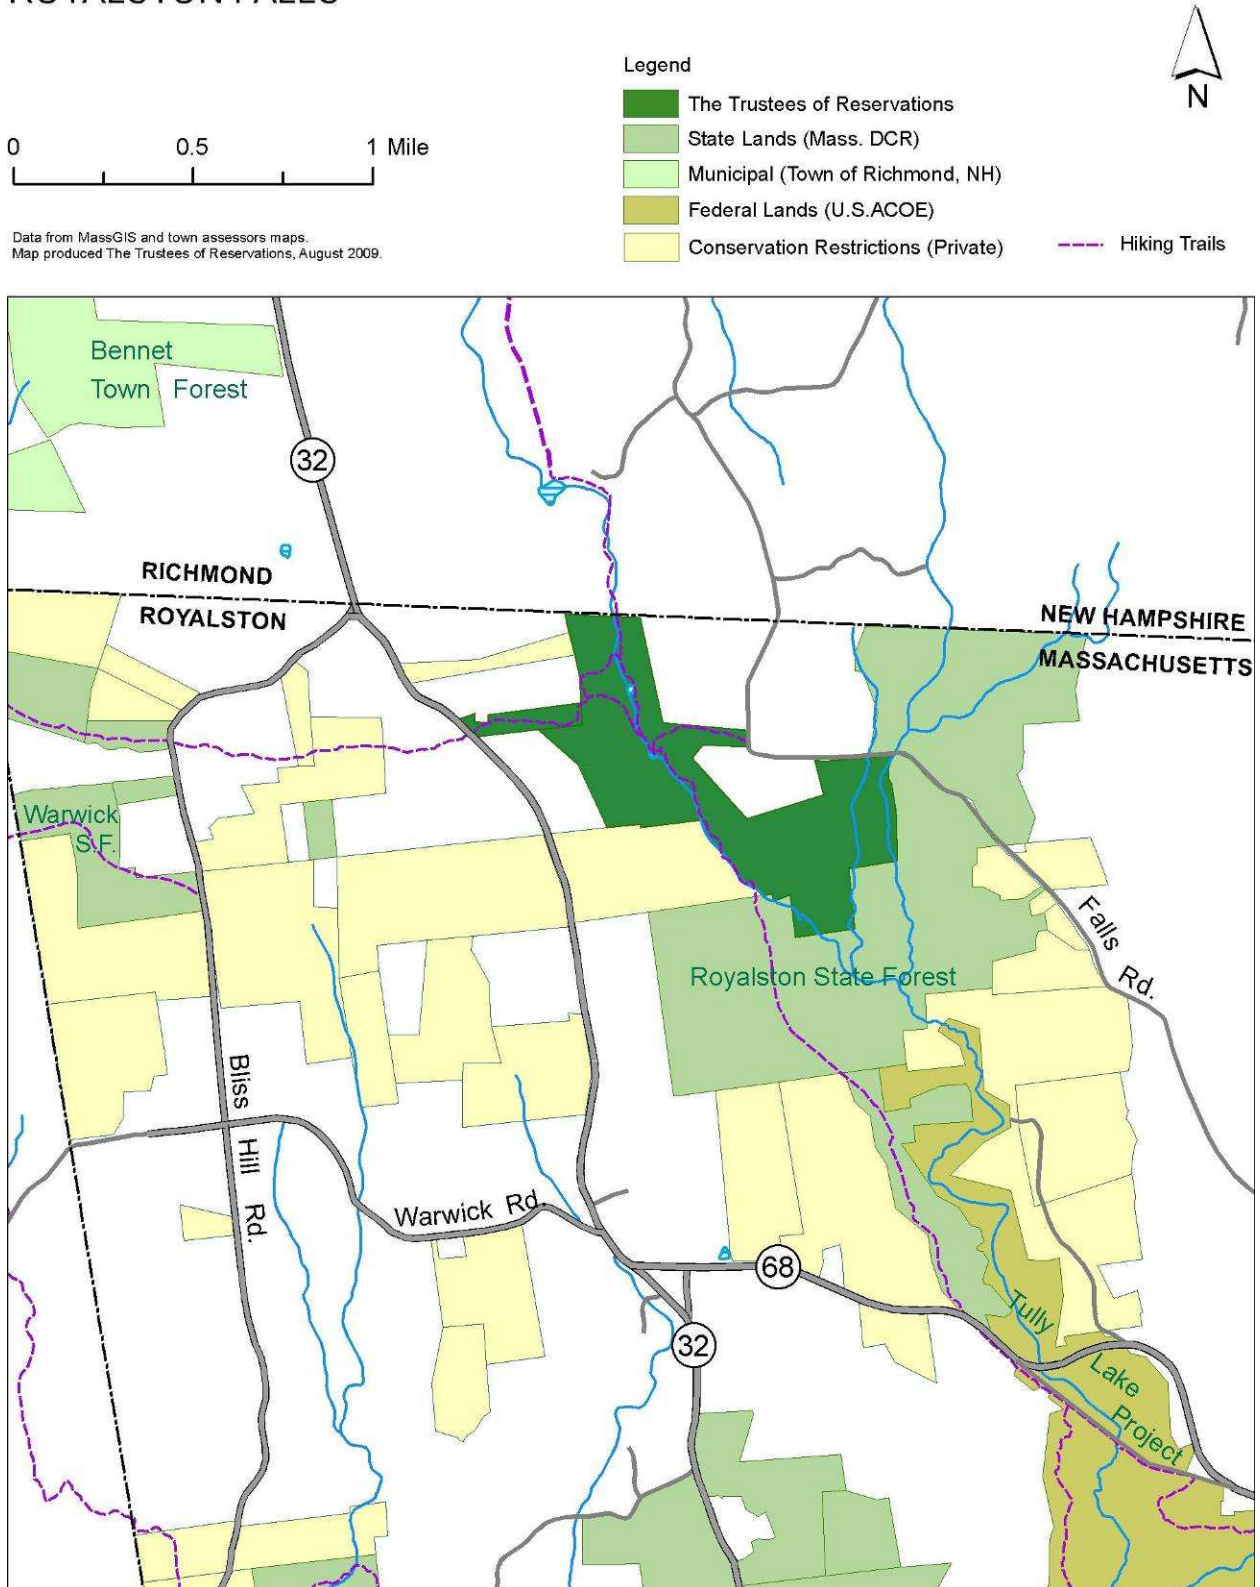 ROYALSTON FALLS
Legend
The Trustees of Reservations
State Lands (Mass. DCR)
Municipal (Town of Richmond, NH)
Federal Lands (U.S.ACOE)
Conservation Restrictions (Private)
Hiking Trails
N
0 0.5 1 Mile
Data from MassGIS and town assessors maps.
Map produced The Trustees of Reservations, August 2009.
Bennet
Town Forest
32
RICHMOND
ROYALSTON
NEW HAMPSHIRE
MASSACHUSETTS
Warwick
S.F.
Falls
Rd.
Royalston State Forest
Bliss
Hill
Rd.
Warwick Rd.
68
32
Tully
Lake
Project